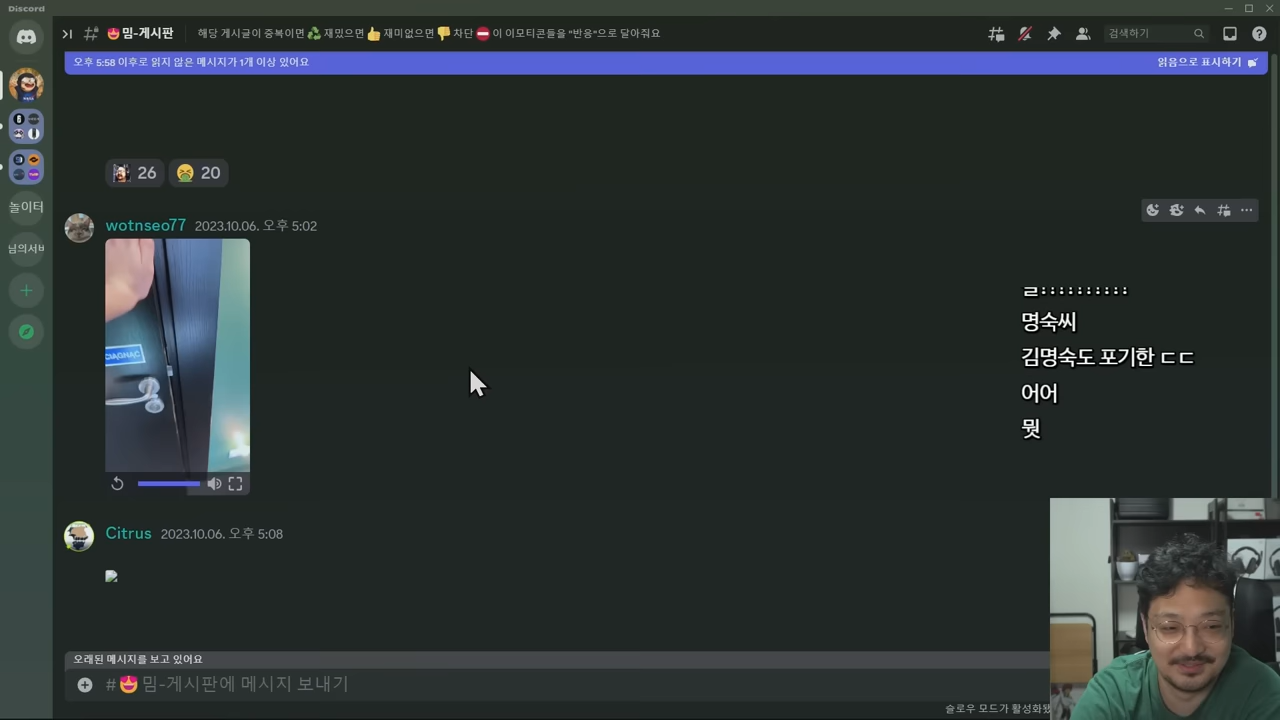 Discord
밈-게시판
해당 게시글이 중복이면 ♻️ 재밌으면 👍 재미없으면 👎 차단 ⛔ 이 이모티콘들을 "반응"으로 달아줘요
검색하기
오후 5:58 이후로 읽지 않은 메시지가 1개 이상 있어요
읽음으로 표시하기
26
20
놀이터
님의서버
wotnseo77 2023.10.06. 오후 5:02
ㄹ::::::::::
명숙씨
김명숙도 포기한 ㄷㄷ
어어
뭣
Citrus 2023.10.06. 오후 5:08
오래된 메시지를 보고 있어요
#😍밈-게시판에 메시지 보내기
슬로우 모드가 활성화됐